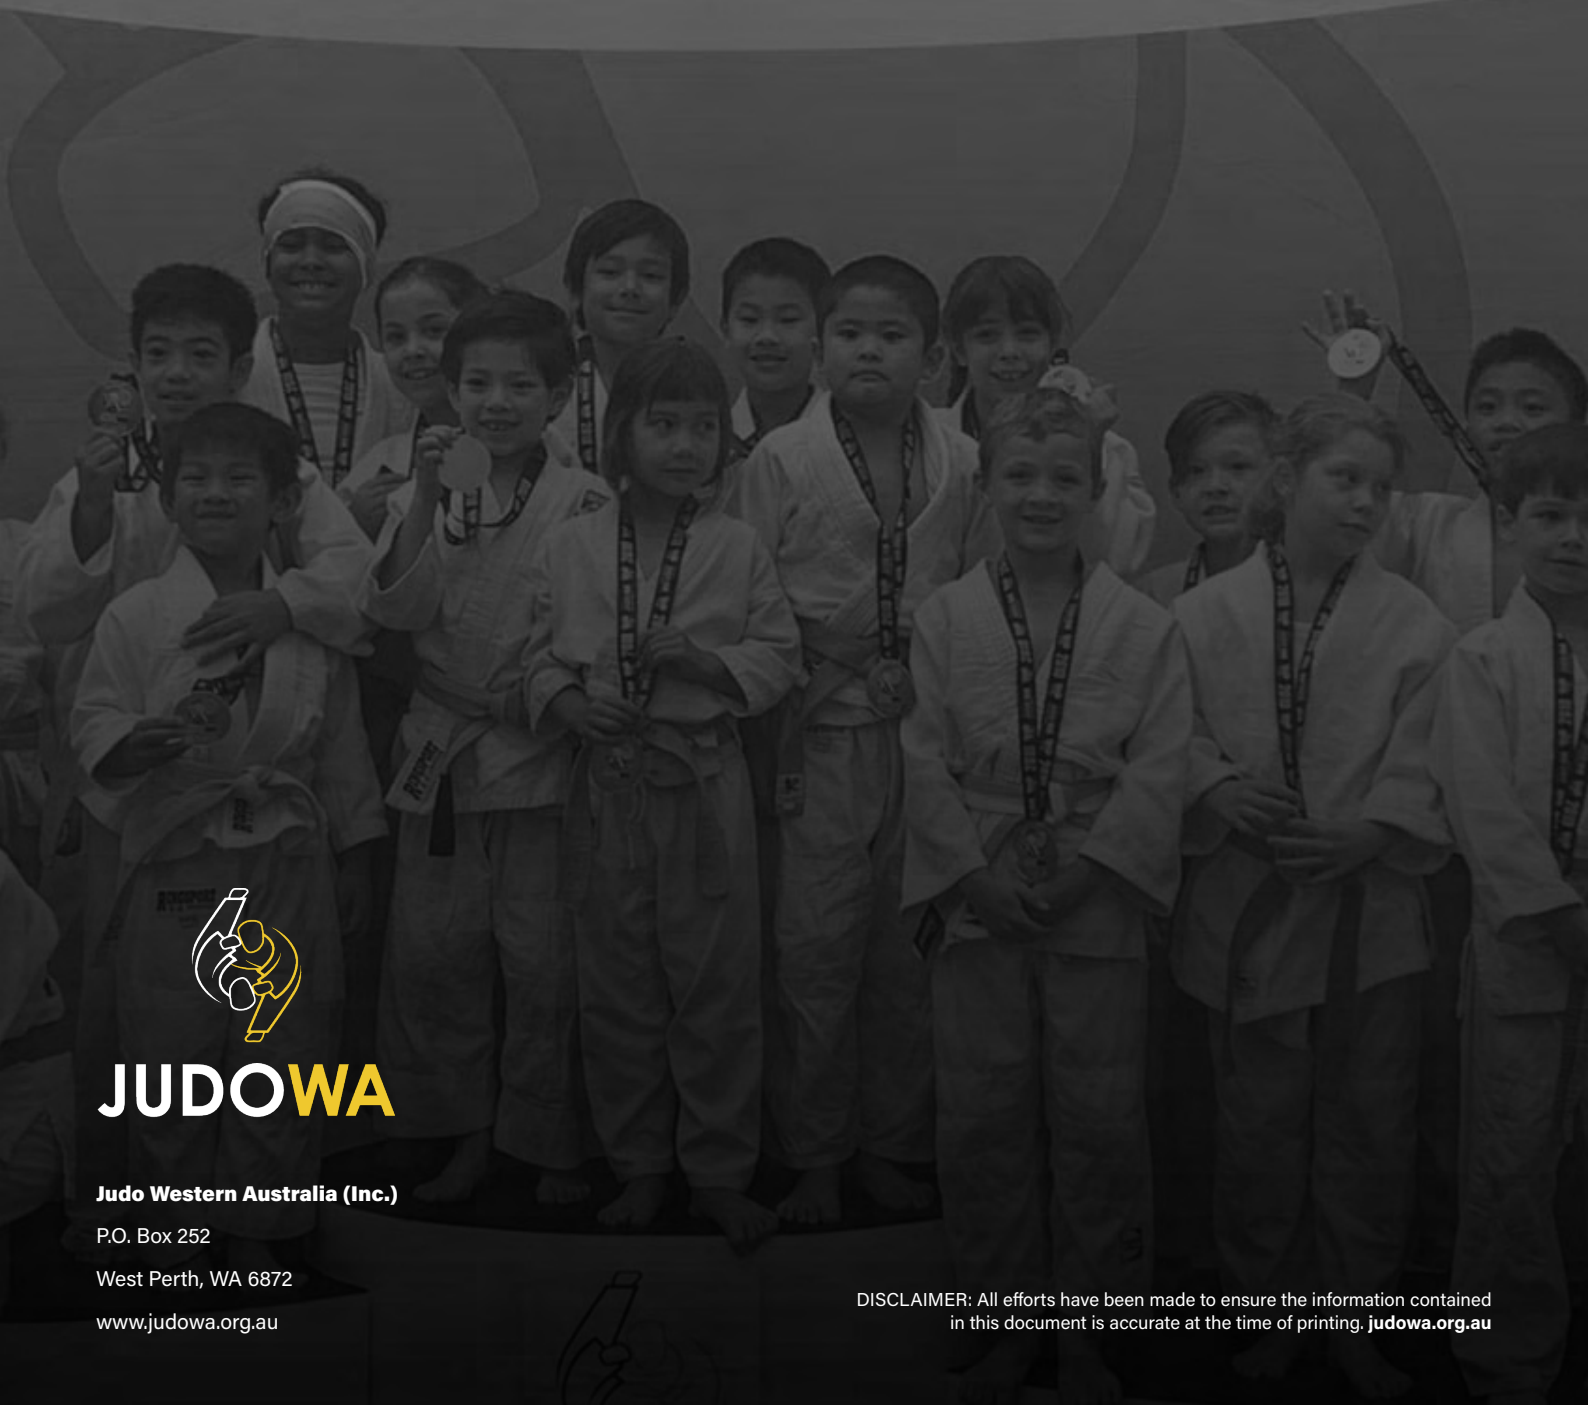 JUDOWA
Judo Western Australia (Inc.)
P.O. Box 252
West Perth, WA 6872
www.judowa.org.au
DISCLAIMER: All efforts have been made to ensure the information contained
in this document is accurate at the time of printing. judowa.org.au